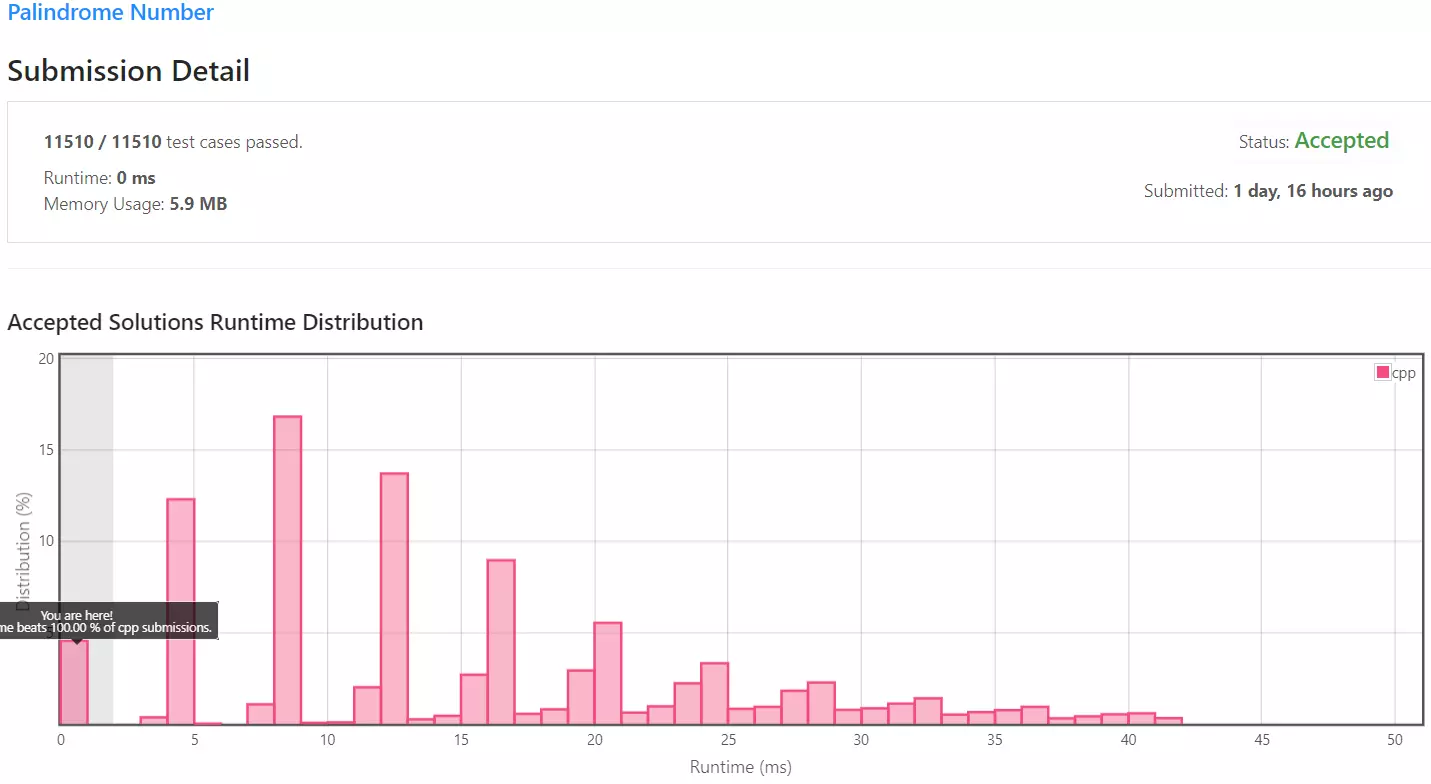 Palindrome Number
Submission Detail
11510 / 11510 test cases passed.
Status: Accepted
Runtime: 0 ms
Submitted: 1 day, 16 hours ago
Memory Usage: 5.9 MB
Accepted Solutions Runtime Distribution
20
cpp
15
10
5
Distribution (%)
You are here!
me beats 100.00 % of cpp submissions.
0 5 10 15 20 25 30 35 40 45 50
Runtime (ms)